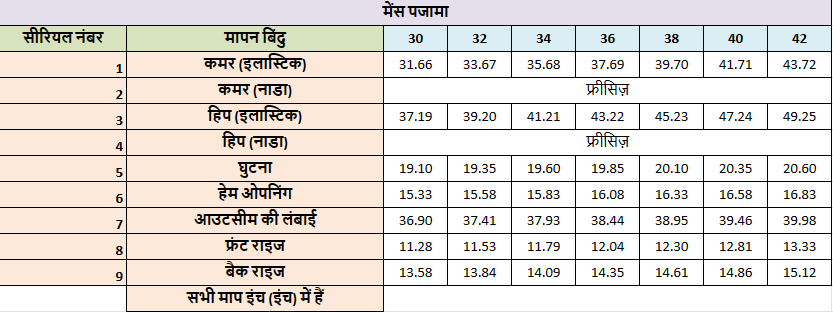 मेंस पजामा
सीरियल नंबर मापन बिंदु 30 32 34 36 38 40 42
1 कमर (इलास्टिक) 31.66 33.67 35.68 37.69 39.70 41.71 43.72
2 कमर (नाडा) फ्रीसिज़
3 हिप (इलास्टिक) 37.19 39.20 41.21 43.22 45.23 47.24 49.25
4 हिप (नाडा) फ्रीसिज़
5 घुटना 19.10 19.35 19.60 19.85 20.10 20.35 20.60
6 हेम ओपनिंग 15.33 15.58 15.83 16.08 16.33 16.58 16.83
7 आउटसीम की लंबाई 36.90 37.41 37.93 38.44 38.95 39.46 39.98
8 फ्रंट राइज 11.28 11.53 11.79 12.04 12.30 12.81 13.33
9 बैक राइज 13.58 13.84 14.09 14.35 14.61 14.86 15.12
सभी माप इंच (इंच) में हैं